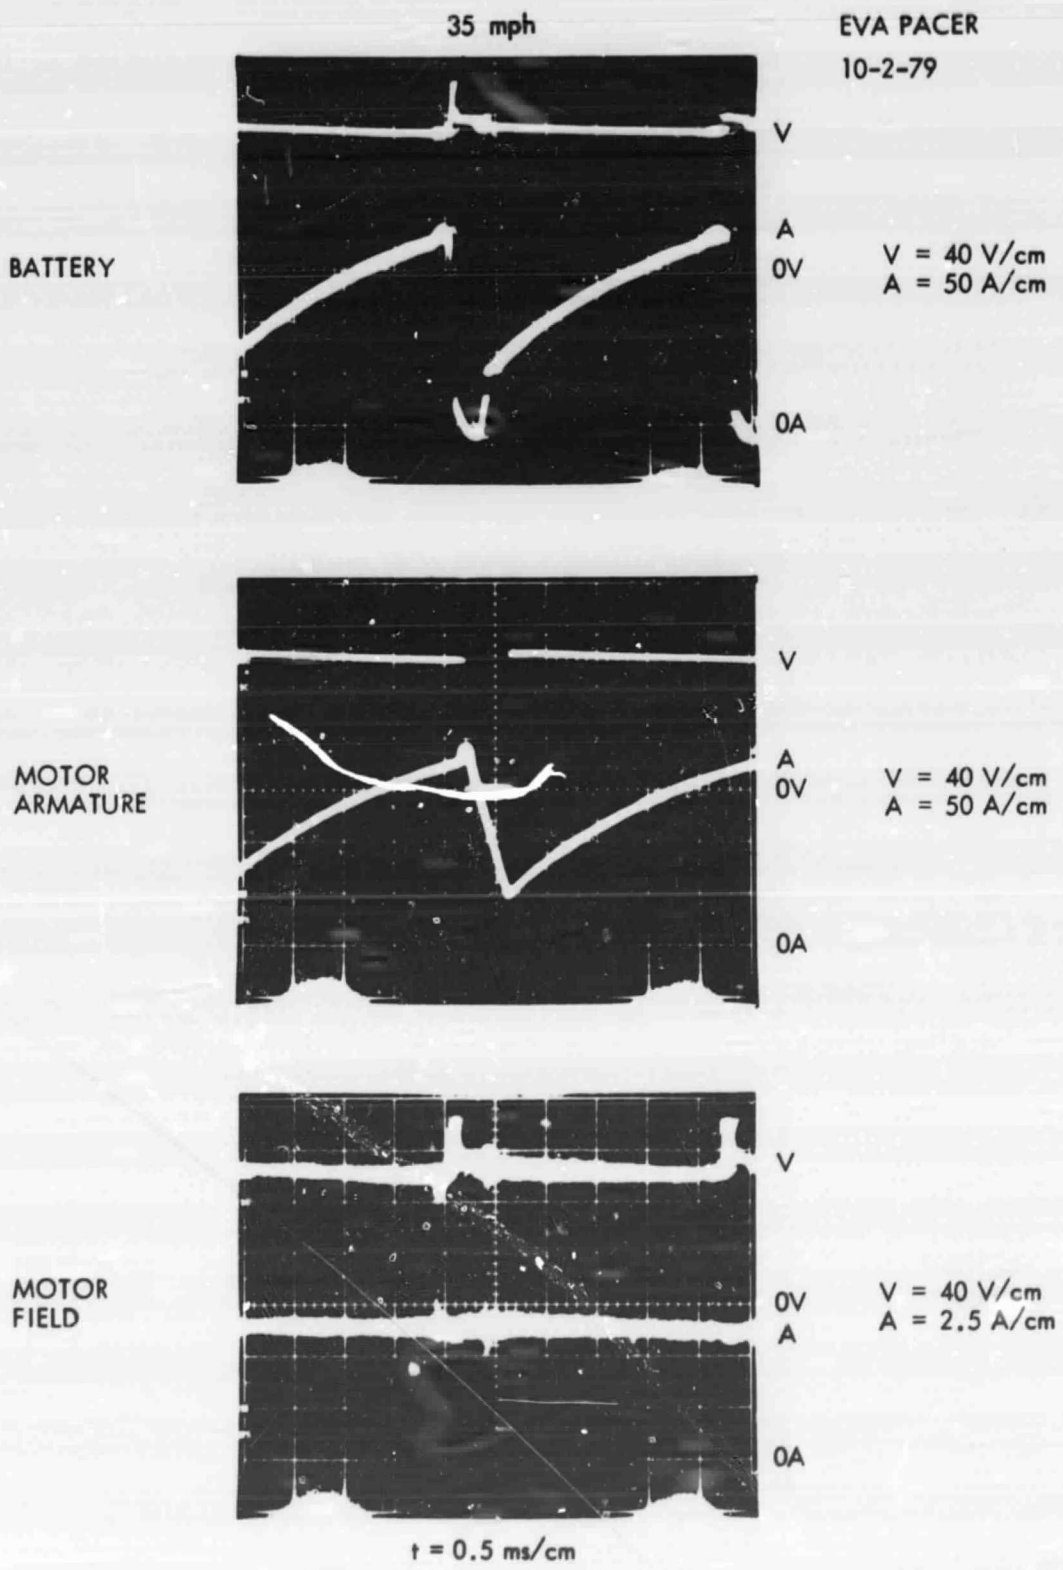 35 mph
EVA PACER
10-2-79
V
A
0V
0A
BATTERY
V = 40 V/cm
A = 50 A/cm
V
A
0V
0A
MOTOR
ARMATURE
V = 40 V/cm
A = 50 A/cm
V
0V
A
0A
MOTOR
FIELD
V = 40 V/cm
A = 2.5 A/cm
t = 0.5 ms/cm